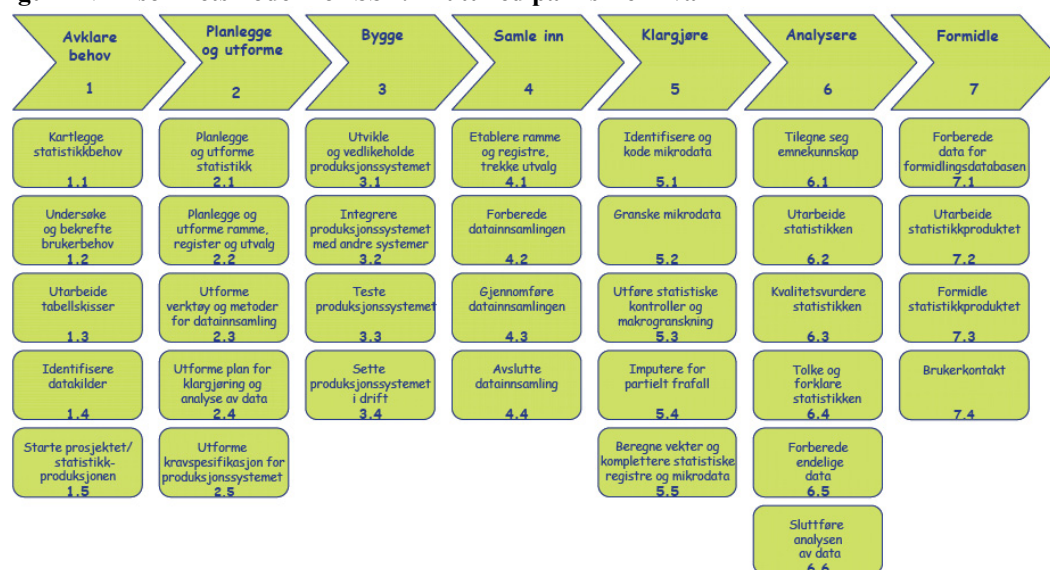 Avklare
behov
1
Planlegge
og utforme
2
Bygge
3
Samle inn
4
Klargjøre
5
Analysere
6
Formidle
7
Kartlegge
statistikkbehov
1.1
Undersøke
og bekrefte
brukerbehov
1.2
Utarbeide
tabellskisser
1.3
Identifisere
datakilder
1.4
Starte prosjektet/
statistikk-
produksjonen
1.5
Planlegge
og utforme
statistikk
2.1
Planlegge og
utforme ramme,
register og utvalg
2.2
Utforme
verktøy og metoder
for datainnsamling
2.3
Utforme plan for
klargjøring og
analyse av data
2.4
Utforme
kravspesifikasjon for
produksjonssystemet
2.5
Utvikle
og vedlikeholde
produksjonssystemet
3.1
Integrere
produksjonssystemet
med andre systemer
3.2
Teste
produksjonssystemet
3.3
Sette
produksjonssystemet
i drift
3.4
Etablere ramme
og registre,
trekke utvalg
4.1
Forberede
datainnsamlingen
4.2
Gjennomføre
datainnsamlingen
4.3
Avslutte
datainnsamling
4.4
Identifisere og
kode mikrodata
5.1
Granske mikrodata
5.2
Utføre statistiske
kontroller og
makrogranskning
5.3
Imputere for
partielt frafall
5.4
Beregne vekter og
komplettere statistiske
registre og mikrodata
5.5
Tilegne seg
emnekunnskap
6.1
Utarbeide
statistikken
6.2
Kvalitetsvurdere
statistikken
6.3
Tolke og
forklare
statistikken
6.4
Forberede
endelige
data
6.5
Sluttføre
analysen
av data
6.6
Forberede
data for
formidlingsdatabasen
7.1
Utarbeide
statistikkproduktet
7.2
Formidle
statistikkproduktet
7.3
Brukerkontakt
7.4